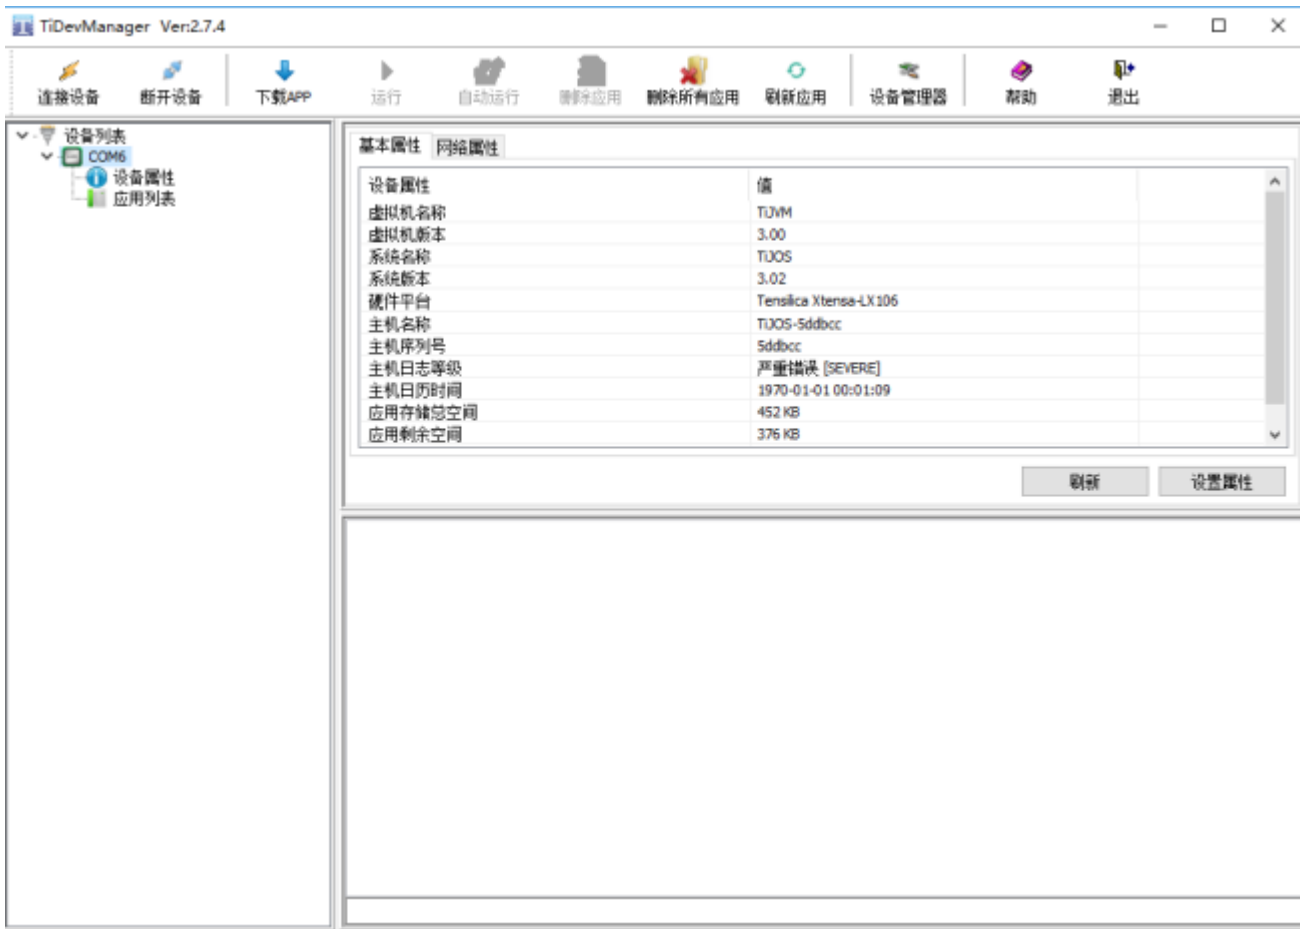 TiDevManager Ver:2.7.4
连接设备 断开设备 下载APP 运行 自动运行 删除应用 删除所有应用 刷新应用 设备管理器 帮助 退出
设备列表
COM6
设备属性
应用列表
基本属性 网络属性
设备属性 值
虚拟机名称 TiJVM
虚拟机版本 3.00
系统名称 TiJOS
系统版本 3.02
硬件平台 Tensilica Xtensa-LX106
主机名称 TiJOS-5ddbcc
主机序列号 5ddbcc
主机日志等级 严重错误 [SEVERE]
主机日历时间 1970-01-01 00:01:09
应用存储总空间 452 KB
应用剩余空间 376 KB
刷新 设置属性